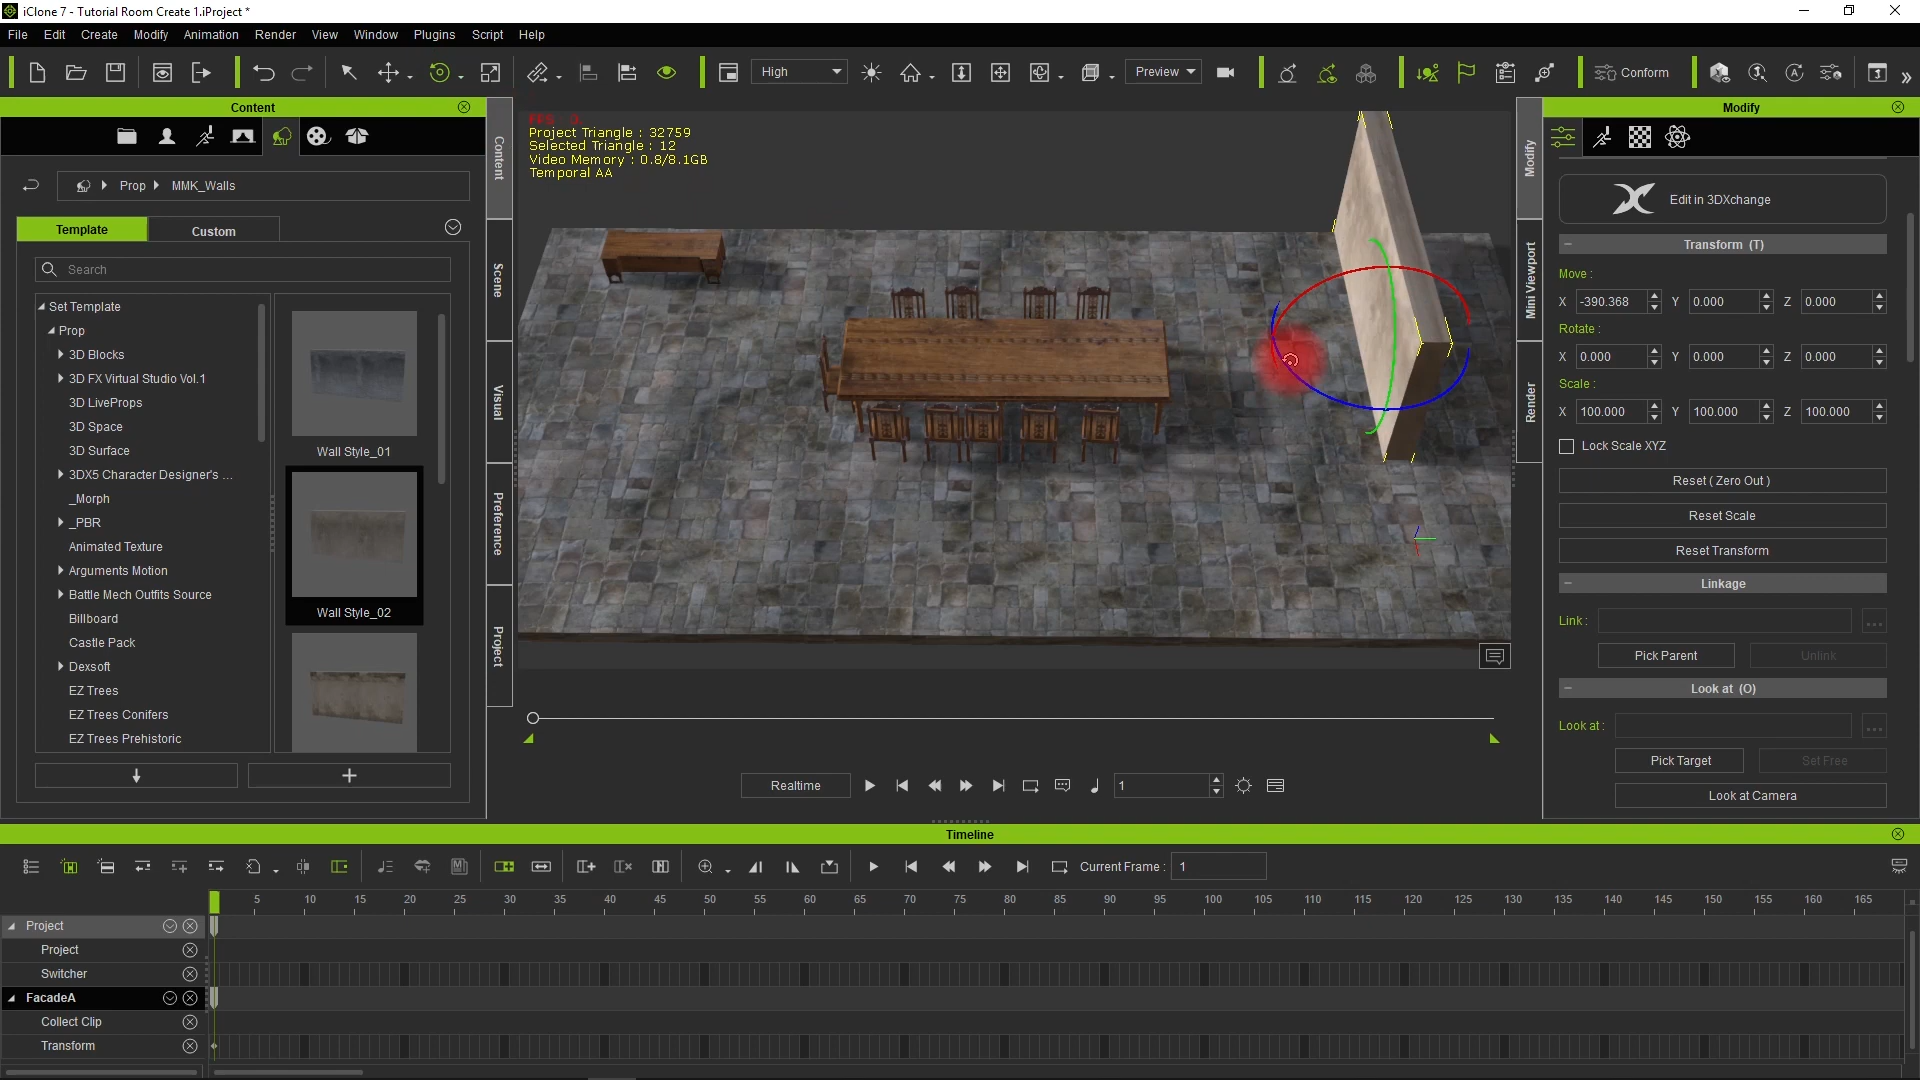 iClone 7 - Tutorial Room Create 1.iProject *
File Edit Create Modify Animation Render View Window Plugins Script Help
High
Preview
Conform
Content
Prop MMK_Walls
Template Custom
Search
Set Template
Prop
3D Blocks
3D FX Virtual Studio Vol.1
3D LiveProps
3D Space
3D Surface
3DX5 Character Designer's ...
_Morph
_PBR
Animated Texture
Arguments Motion
Battle Mech Outfits Source
Billboard
Castle Pack
Dexsoft
EZ Trees
EZ Trees Conifers
EZ Trees Prehistoric
Wall Style_01
Wall Style_02
Content
Scene
Visual
Preference
Project
FPS : 0
Project Triangle : 32759
Selected Triangle : 12
Video Memory : 0.8/8.1GB
Temporal AA
Modify
Mini Viewport
Render
Modify
Edit in 3DXchange
Transform (T)
Move :
X -390.368 Y 0.000 Z 0.000
Rotate :
X 0.000 Y 0.000 Z 0.000
Scale :
X 100.000 Y 100.000 Z 100.000
Lock Scale XYZ
Reset ( Zero Out )
Reset Scale
Reset Transform
Linkage
Link :
...
Pick Parent Unlink
Look at (O)
Look at :
...
Pick Target Set Free
Look at Camera
Realtime 1
Timeline
Current Frame : 1
5 10 15 20 25 30 35 40 45 50 55 60 65 70 75 80 85 90 95 100 105 110 115 120 125 130 135 140 145 150 155 160 165
Project
Project
Switcher
FacadeA
Collect Clip
Transform